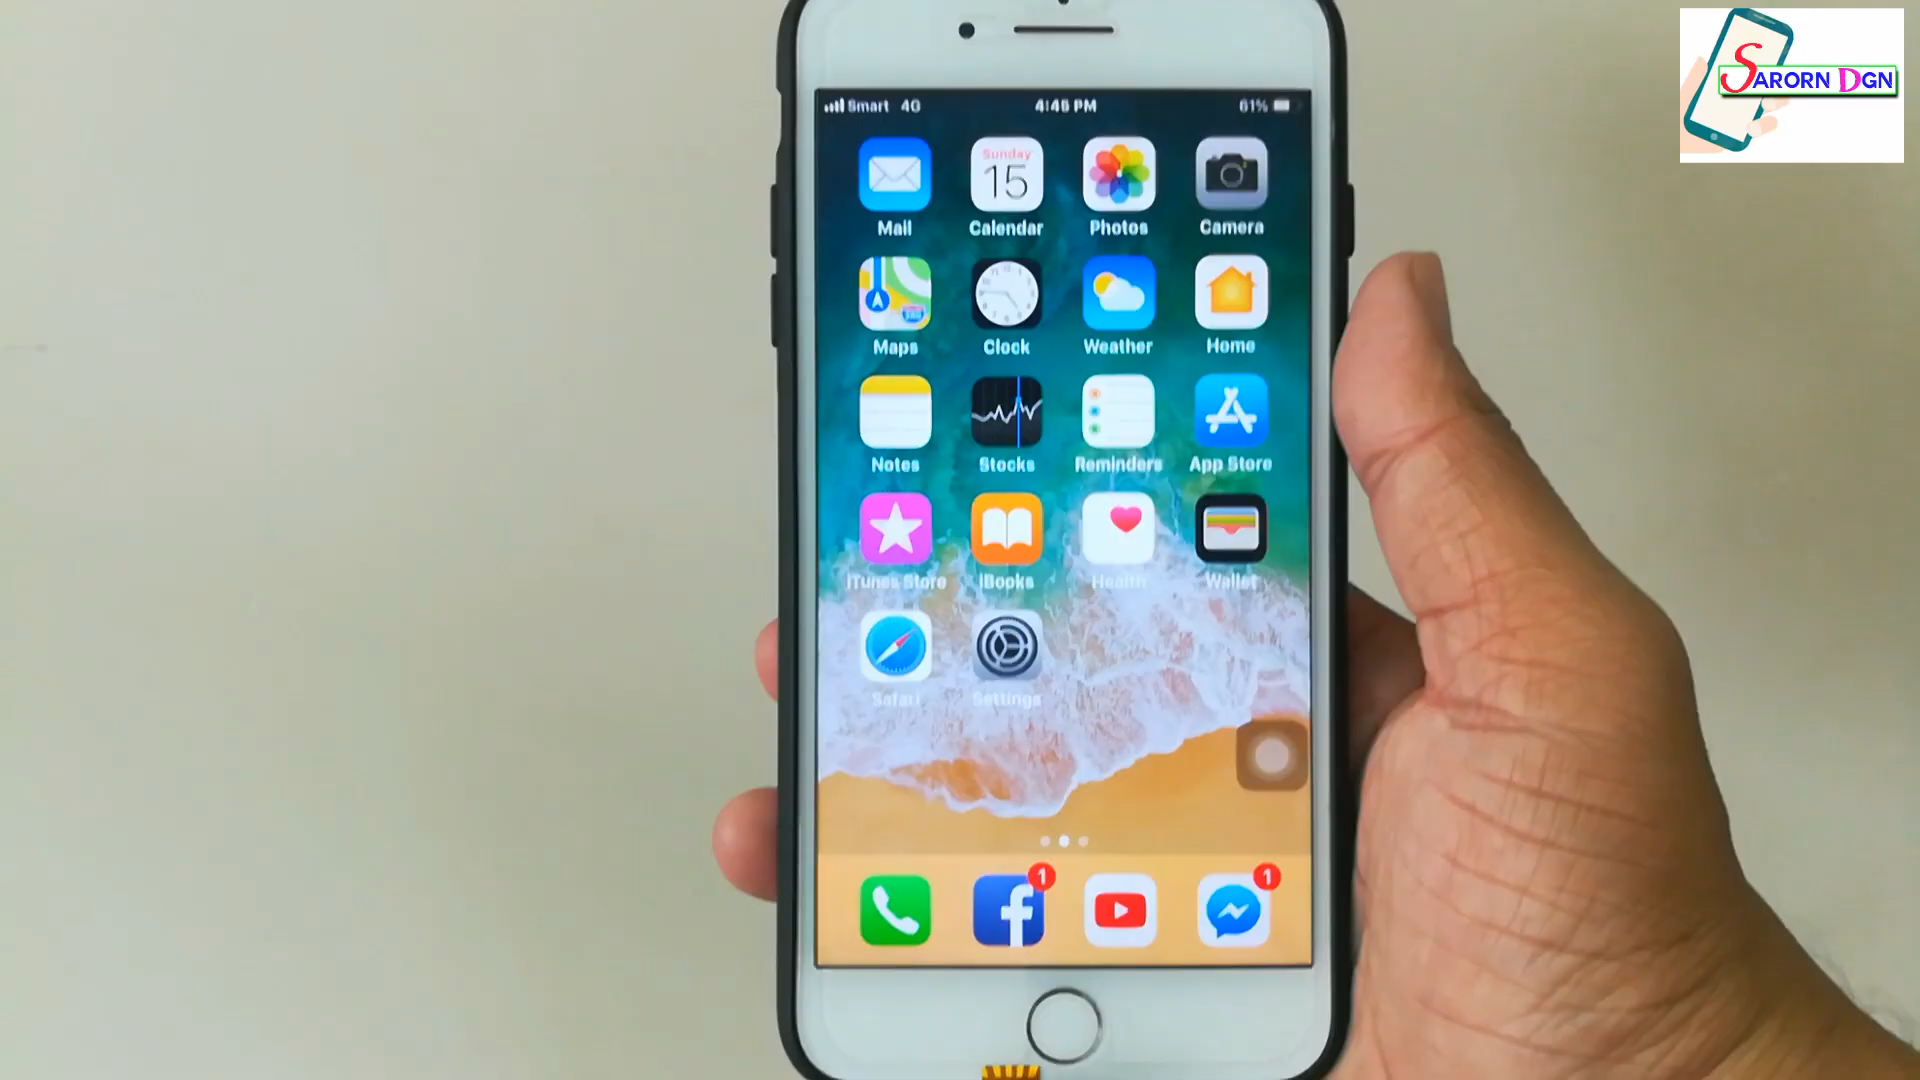 SARORN DGN
Smart 4G 4:45 PM 61%
Sunday
15
Mail Calendar Photos Camera
Maps Clock Weather Home
Notes Stocks Reminders App Store
iTunes Store iBooks Health Wallet
Safari Settings
1 1